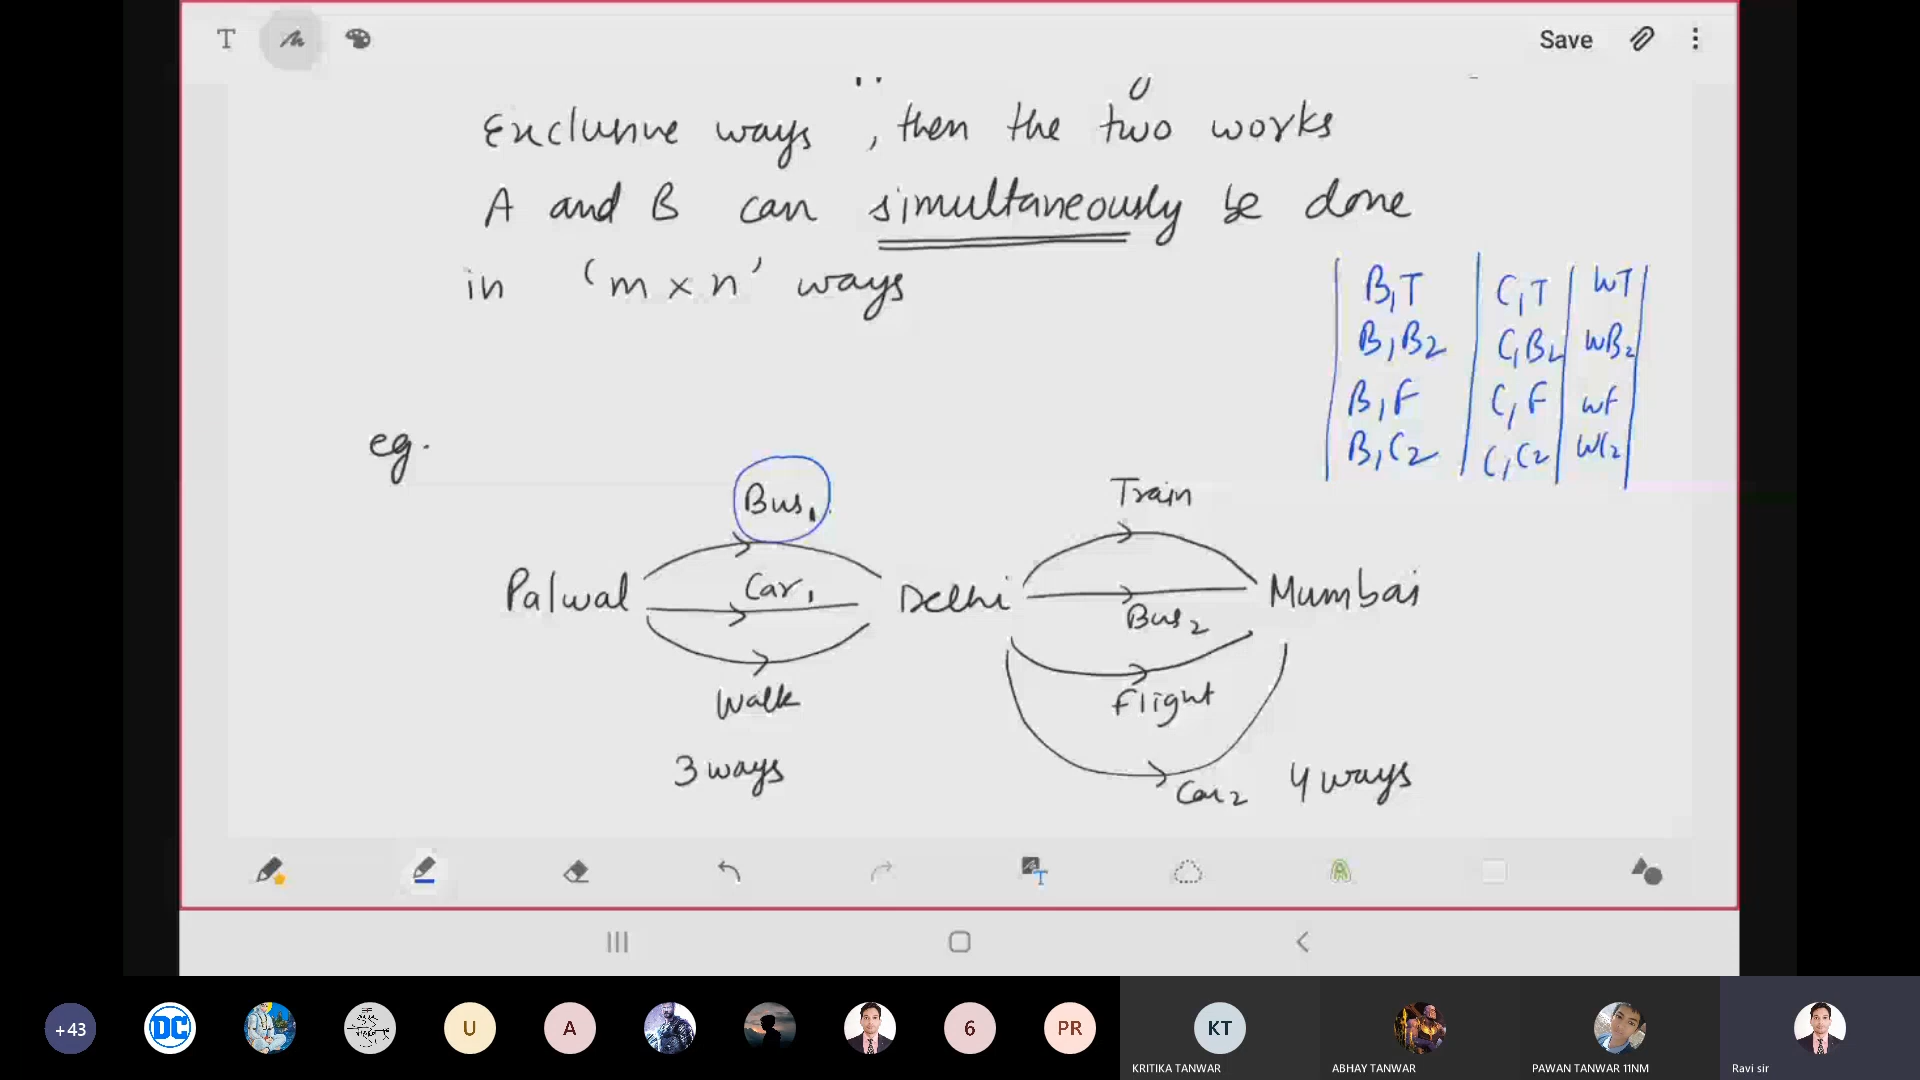 T
Save
Exclusive ways, then the two works
A and B can simultaneously be done
in 'm x n' ways
B1T C1T WT
B1B2 C1B2 WB2
B1F C1F WF
B1C2 C1C2 WC2
eg.
Bus1 Train
Palwal Car1 Delhi Bus2 Mumbai
Walk Flight
3 ways Car2 4 ways
+43 DC U A 6 PR KT
KRITIKA TANWAR ABHAY TANWAR PAWAN TANWAR 11NM Ravi sir